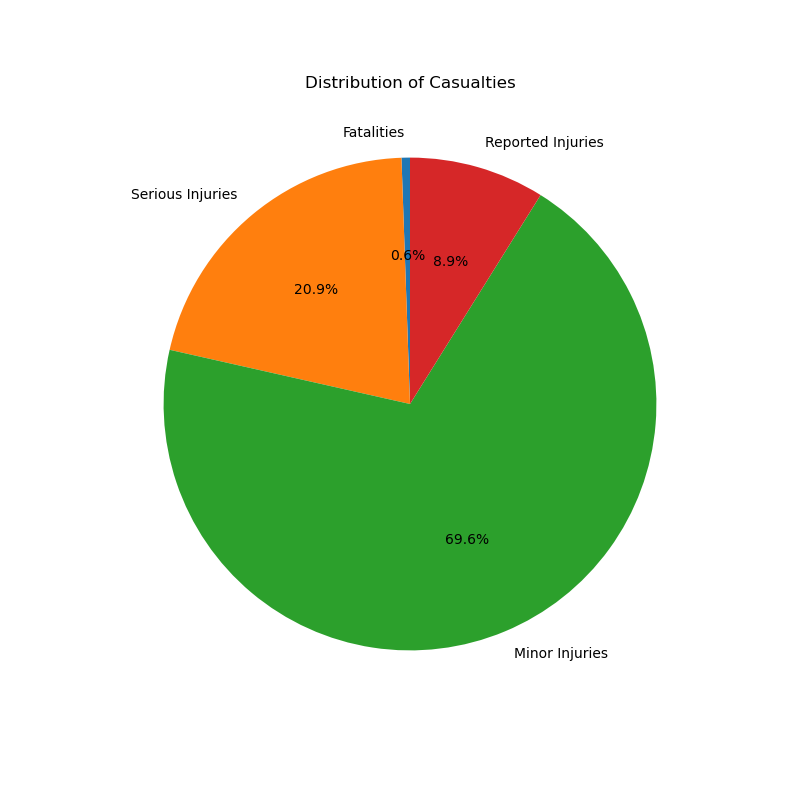 Distribution of Casualties
Fatalities
Reported Injuries
Serious Injuries
0.6%
8.9%
20.9%
69.6%
Minor Injuries